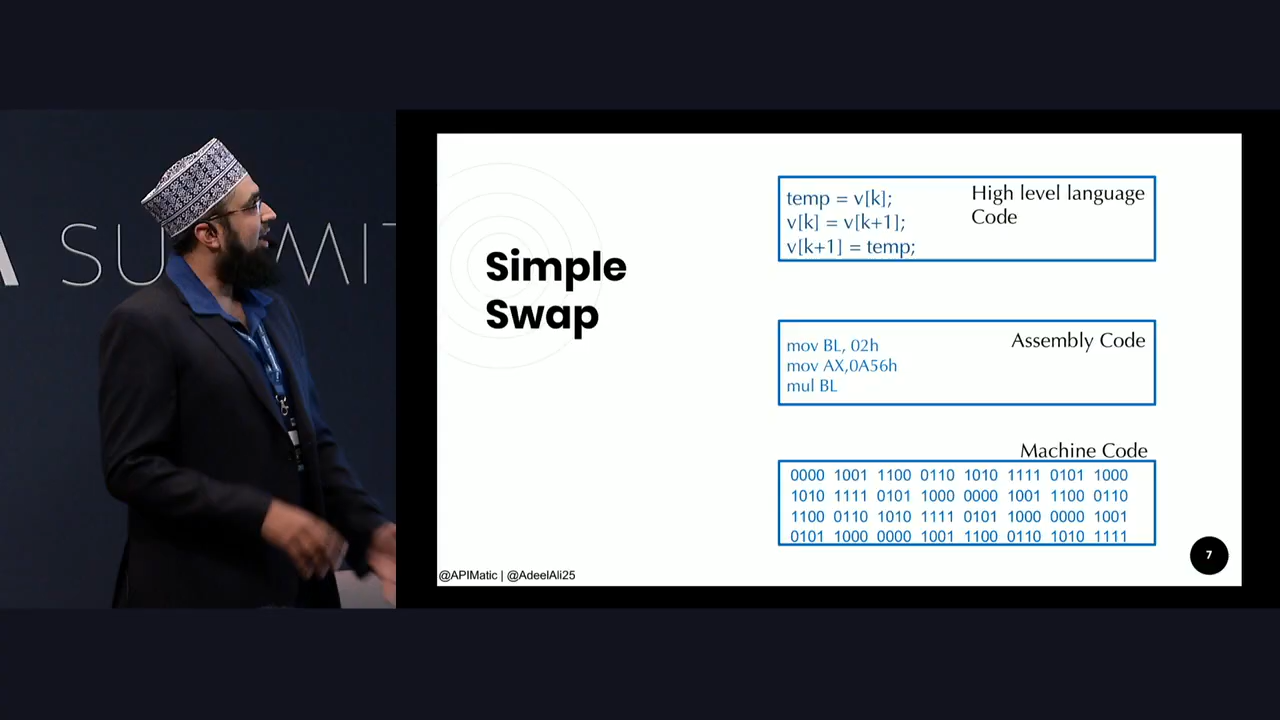 A SUMMIT
Simple
Swap
temp = v[k];
v[k] = v[k+1];
v[k+1] = temp;
High level language
Code
mov BL, 02h
mov AX,0A56h
mul BL
Assembly Code
Machine Code
0000 1001 1100 0110 1010 1111 0101 1000
1010 1111 0101 1000 0000 1001 1100 0110
1100 0110 1010 1111 0101 1000 0000 1001
0101 1000 0000 1001 1100 0110 1010 1111
@APIMatic | @AdeelAli25
7